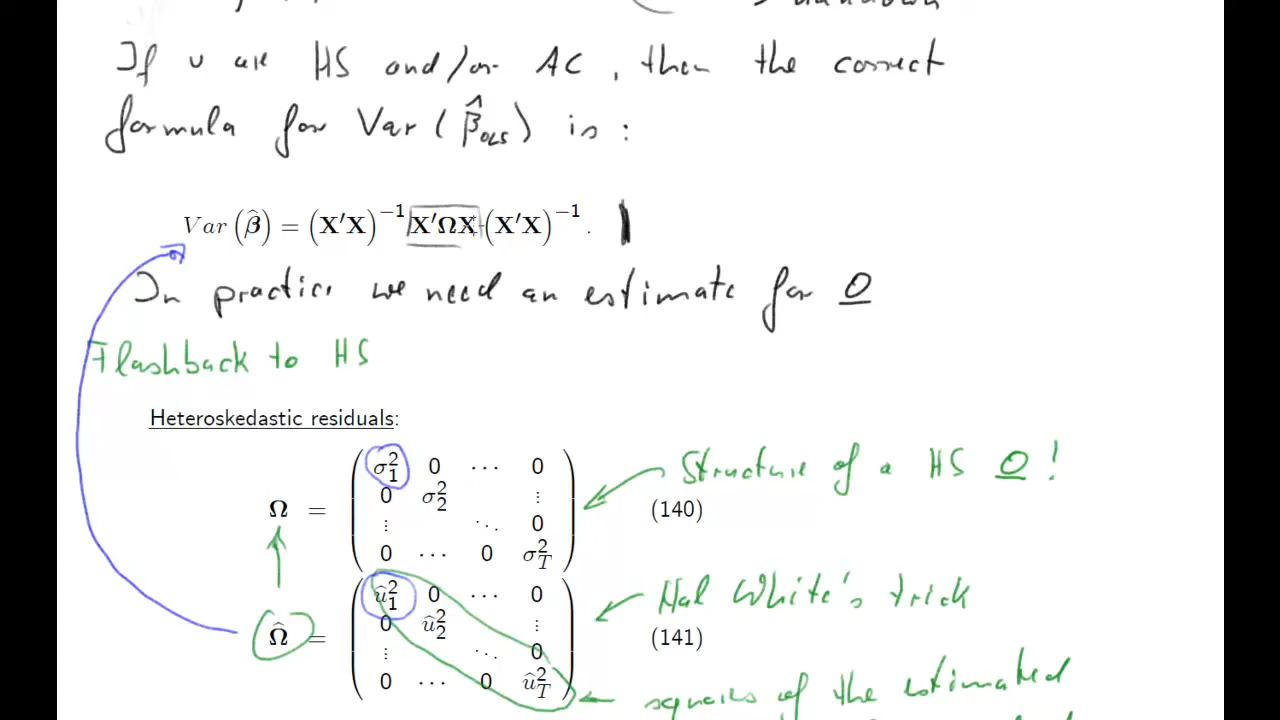 If u are HS and/or AC, then the correct
formula for Var(β̂_OLS) is:
Var(β̂) = (X′X)⁻¹ X′ΩX (X′X)⁻¹.
In practice we need an estimate for Ω
Flashback to HS
Heteroskedastic residuals:
Ω = ( σ₁² 0 ⋯ 0
0 σ₂² ⋮
⋮ ⋱ 0
0 ⋯ 0 σ_T² ) (140)
Structure of a HS Ω!
Ω̂ = ( û₁² 0 ⋯ 0
0 û₂² ⋮
⋮ ⋱ 0
0 ⋯ 0 û_T² ) (141)
Hal White's trick
squares of the estimated